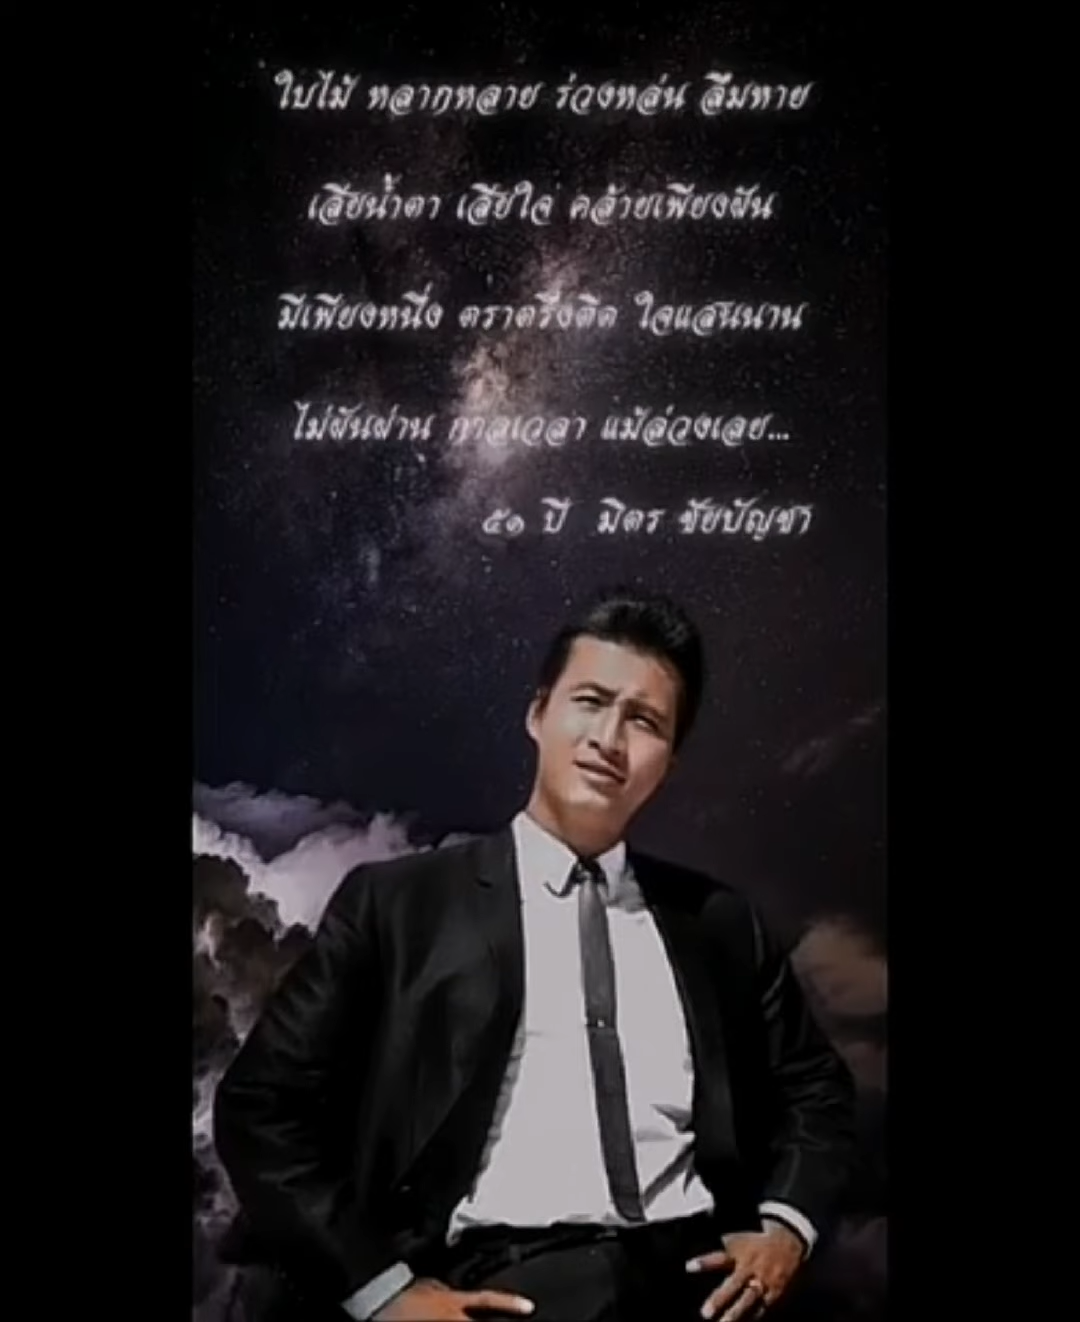 ใบไม้ หลากหลาย ร่วงหล่น ลืมหาย
เสียน้ำตา เสียใจ คล้ายเพียงฝัน
มีเพียงหนึ่ง ตราตรึงติด ใจแสนนาน
ไม่ผันผ่าน กาลเวลา แม้ล่วงเลย...
๕๑ ปี มิตร ชัยบัญชา